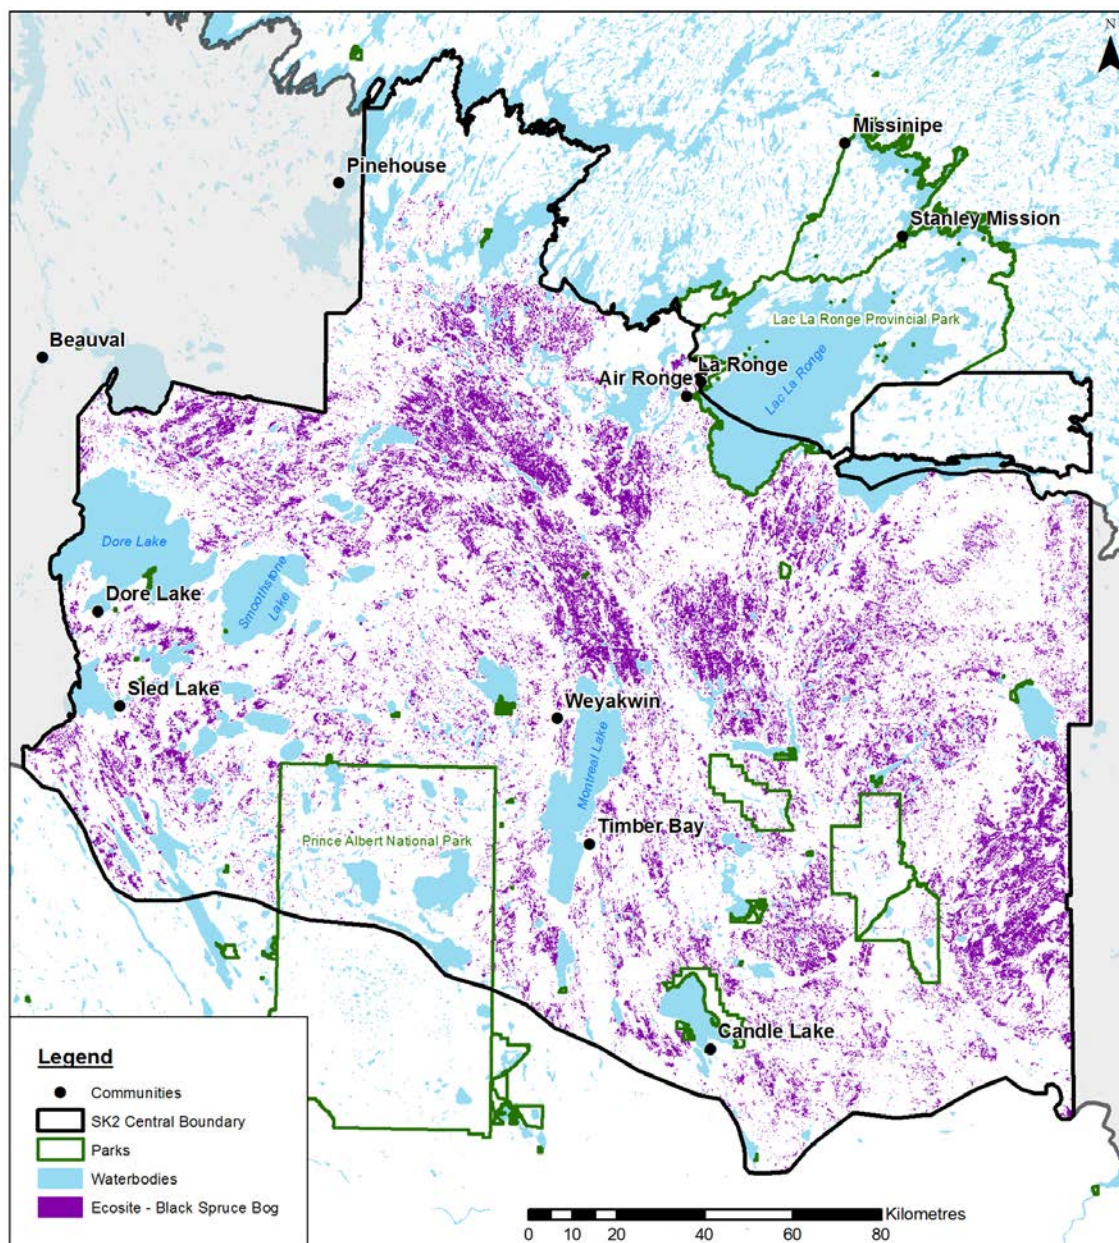 N
Missinipe
Pinehouse
Stanley Mission
Lac La Ronge Provincial Park
Beauval
La Ronge
Air Ronge
Lac La Ronge
Dore Lake
Smoothstone
Lake
Dore Lake
Sled Lake
Weyakwin
Montreal Lake
Timber Bay
Prince Albert National Park
Candle Lake
Legend
Communities
SK2 Central Boundary
Parks
Waterbodies
Ecosite - Black Spruce Bog
Kilometres
0 10 20 40 60 80